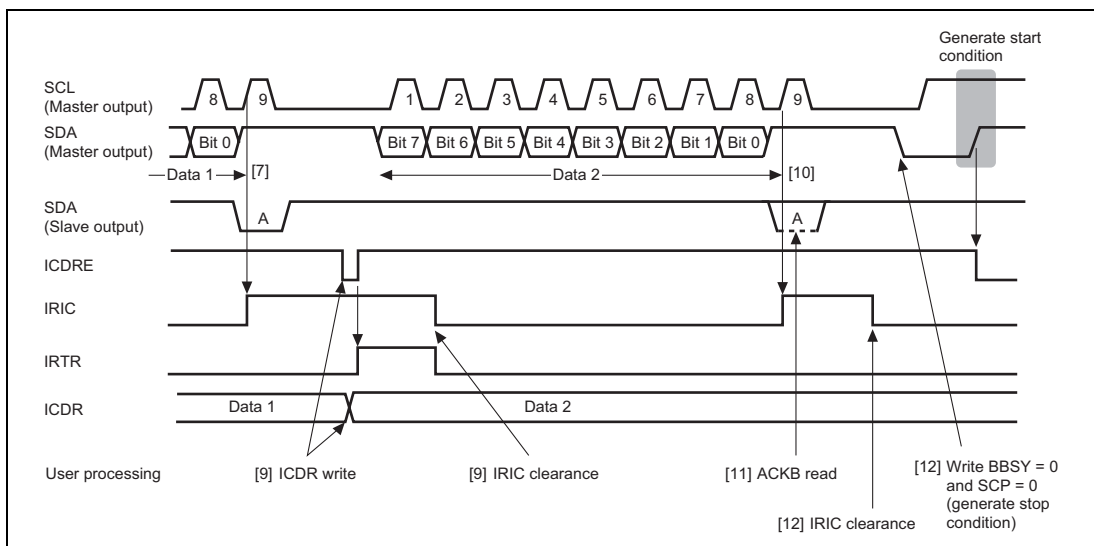 Generate start
condition
SCL
(Master output)
8 9 1 2 3 4 5 6 7 8 9
SDA
(Master output)
Bit 0 Bit 7 Bit 6 Bit 5 Bit 4 Bit 3 Bit 2 Bit 1 Bit 0
Data 1 [7] Data 2 [10]
SDA
(Slave output)
A A
ICDRE
IRIC
IRTR
ICDR
Data 1 Data 2
User processing
[9] ICDR write
[9] IRIC clearance
[11] ACKB read
[12] IRIC clearance
[12] Write BBSY = 0
and SCP = 0
(generate stop
condition)